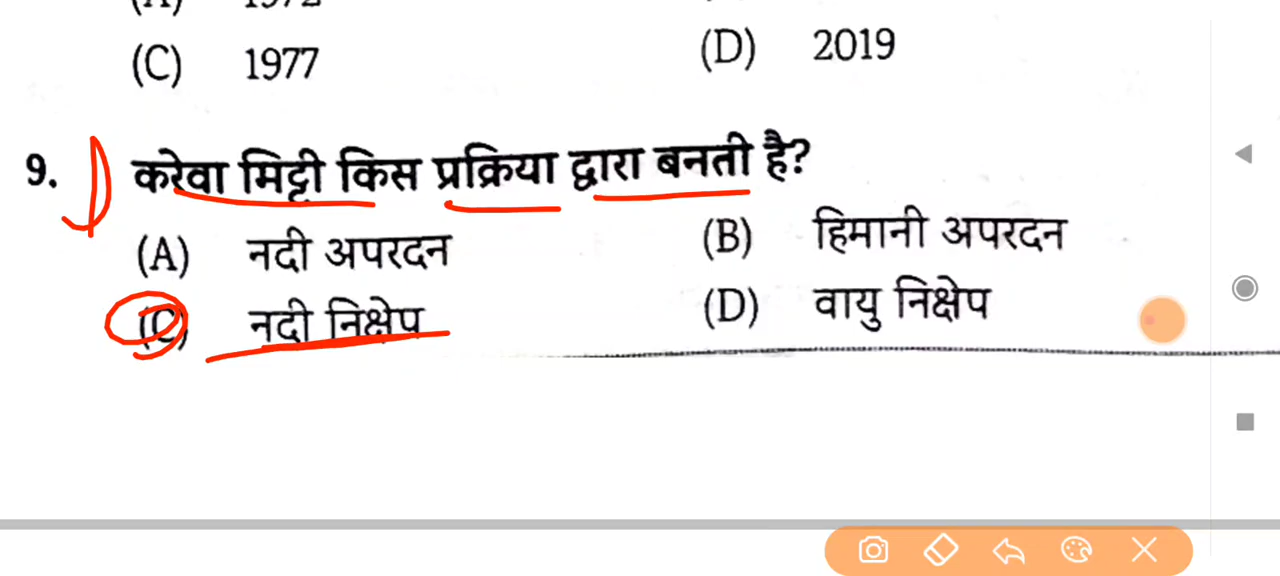 (C) 1977 (D) 2019
9. करेवा मिट्टी किस प्रक्रिया द्वारा बनती है?
(A) नदी अपरदन (B) हिमानी अपरदन
(C) नदी निक्षेप (D) वायु निक्षेप